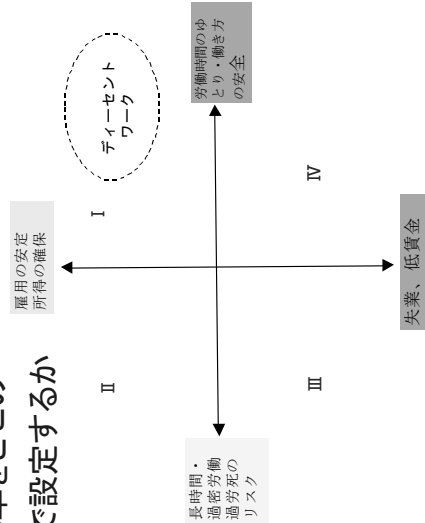 で設定するか
雇用の安定
所得の確保
Ⅰ
ディーセント
ワーク
Ⅱ
長時間・
過密労働
過労死の
リスク
労働時間のゆ
とり・働き方
の安全
Ⅲ
Ⅳ
失業、低賃金